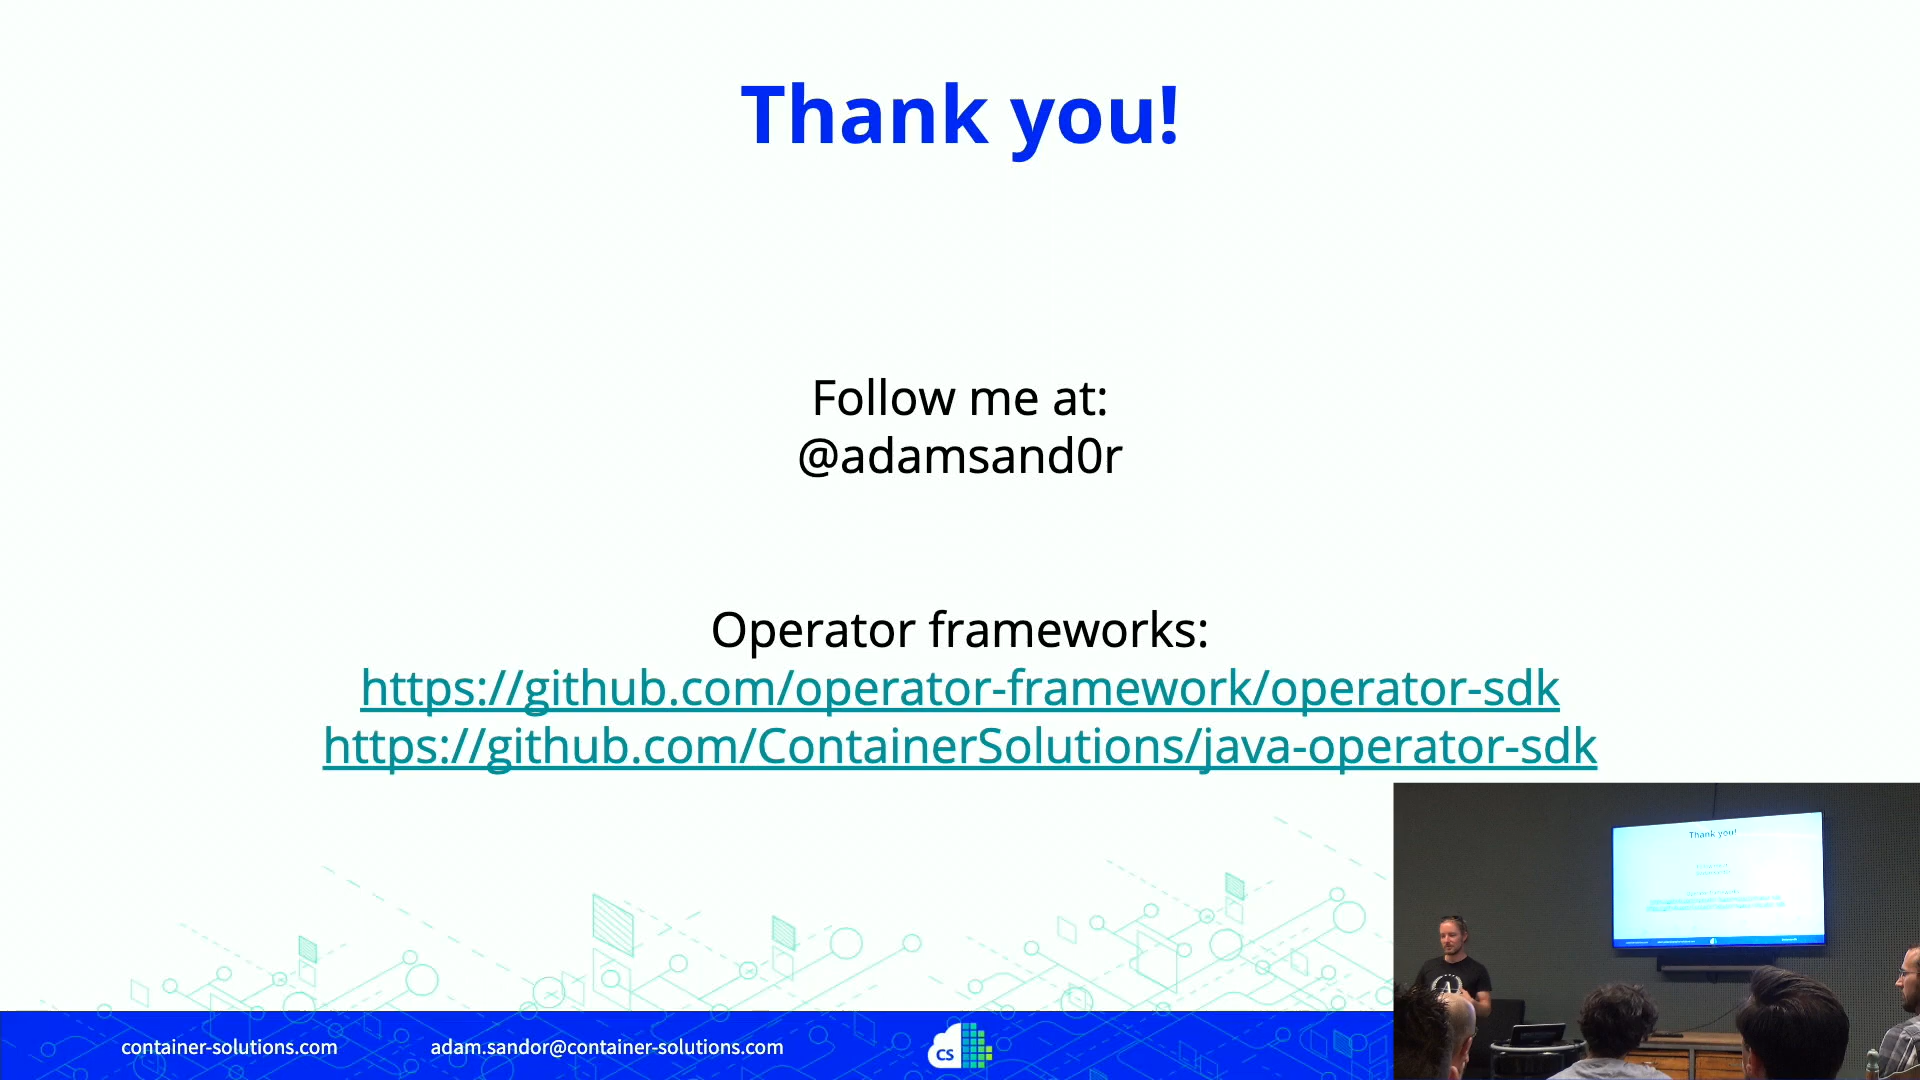 Thank you!
Follow me at:
@adamsand0r
Operator frameworks:
https://github.com/operator-framework/operator-sdk
https://github.com/ContainerSolutions/java-operator-sdk
container-solutions.com
adam.sandor@container-solutions.com
CS
Thank you!
A